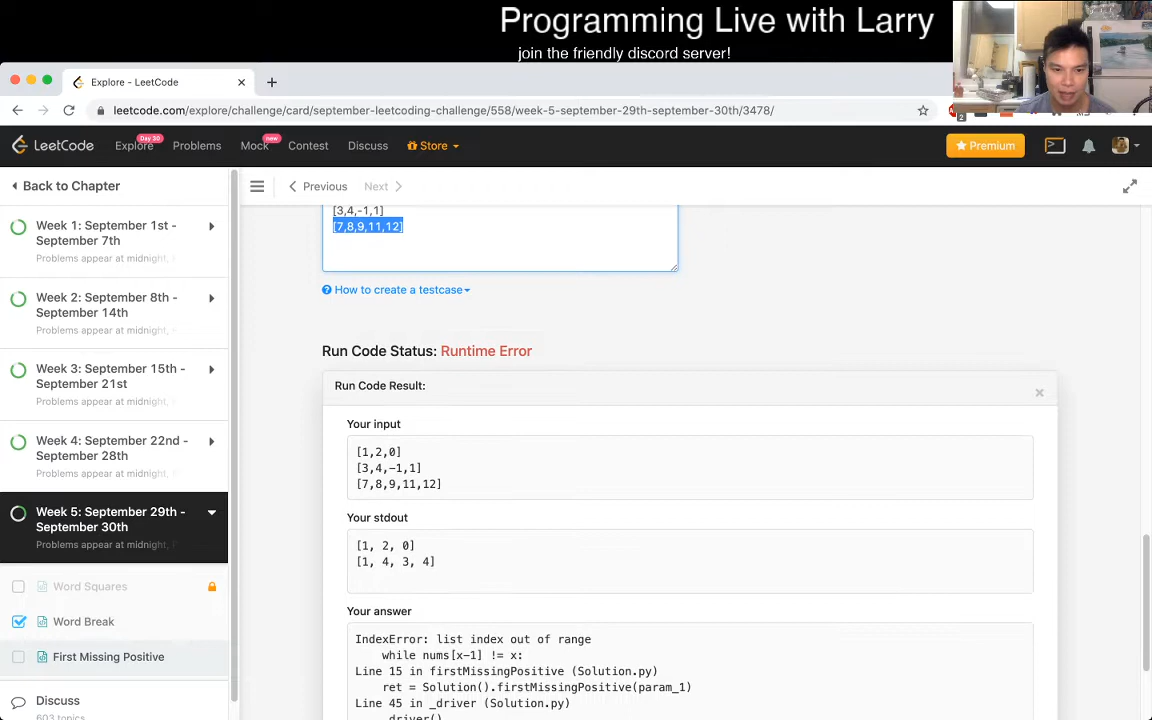 Programming Live with Larry
join the friendly discord server!
Explore - LeetCode
leetcode.com/explore/challenge/card/september-leetcoding-challenge/558/week-5-september-29th-september-30th/3478/
2
LeetCode
Explore
Day 30
Problems
Mock
new
Contest
Discuss
Store
Premium
Back to Chapter
Previous
Next
Week 1: September 1st -
September 7th
Problems appear at midnight,
Week 2: September 8th -
September 14th
Problems appear at midnight,
Week 3: September 15th -
September 21st
Problems appear at midnight,
Week 4: September 22nd -
September 28th
Problems appear at midnight,
Week 5: September 29th -
September 30th
Problems appear at midnight,
Word Squares
Word Break
First Missing Positive
Discuss
603 topics
[3,4,-1,1]
[7,8,9,11,12]
How to create a testcase
Run Code Status: Runtime Error
Run Code Result:
Your input
[1,2,0]
[3,4,-1,1]
[7,8,9,11,12]
Your stdout
[1, 2, 0]
[1, 4, 3, 4]
Your answer
IndexError: list index out of range
while nums[x-1] != x:
Line 15 in firstMissingPositive (Solution.py)
ret = Solution().firstMissingPositive(param_1)
Line 45 in _driver (Solution.py)
driver()